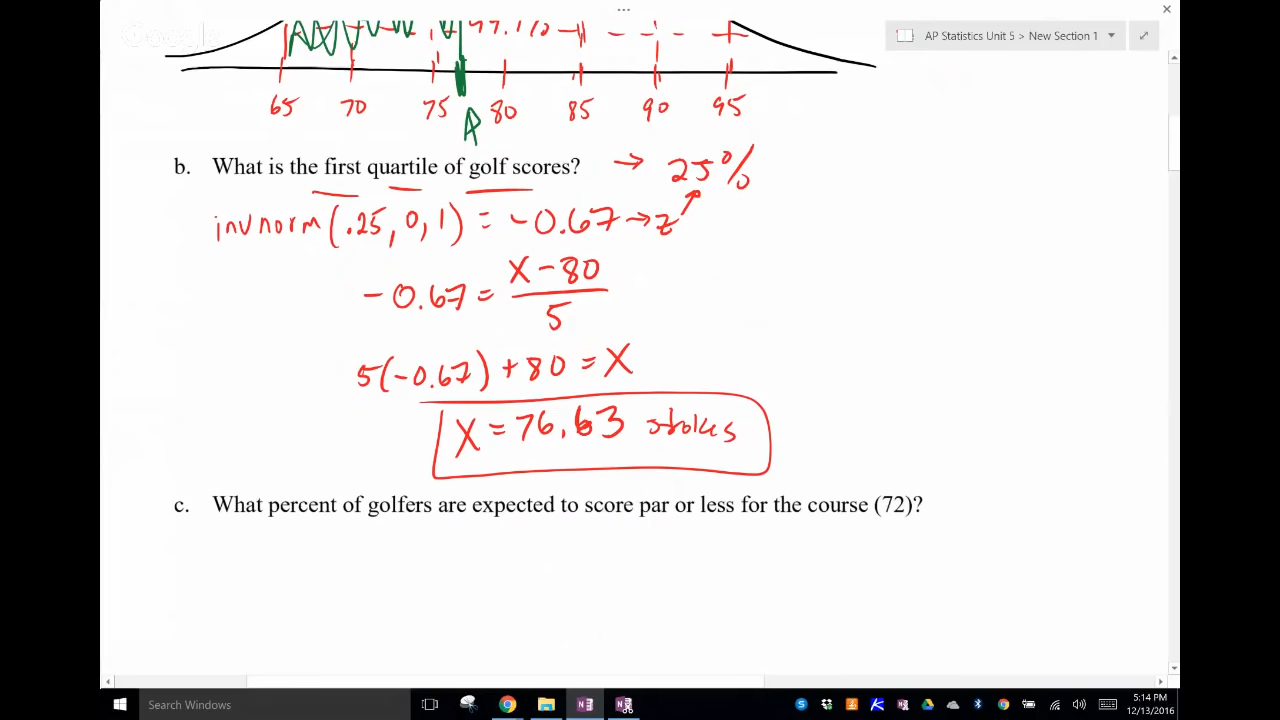 Google
AP Statistics Unit 5 > New Section 1
65 70 75 80 85 90 95
A
b. What is the first quartile of golf scores? → 25%
invnorm(.25, 0, 1) = -0.67 → z
-0.67 = X - 80
5
5(-0.67) + 80 = X
X = 76.63 strokes
c. What percent of golfers are expected to score par or less for the course (72)?
Search Windows
5:14 PM
12/13/2016